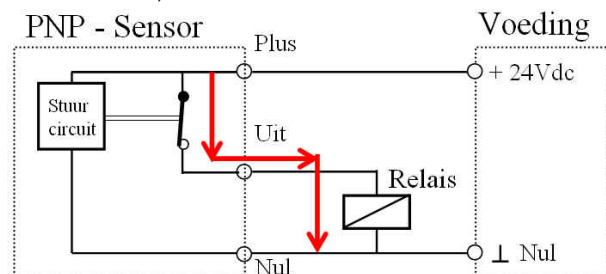 PNP - Sensor
Voeding
Plus
+ 24Vdc
Stuur
circuit
Uit
Relais
Nul
⊥ Nul